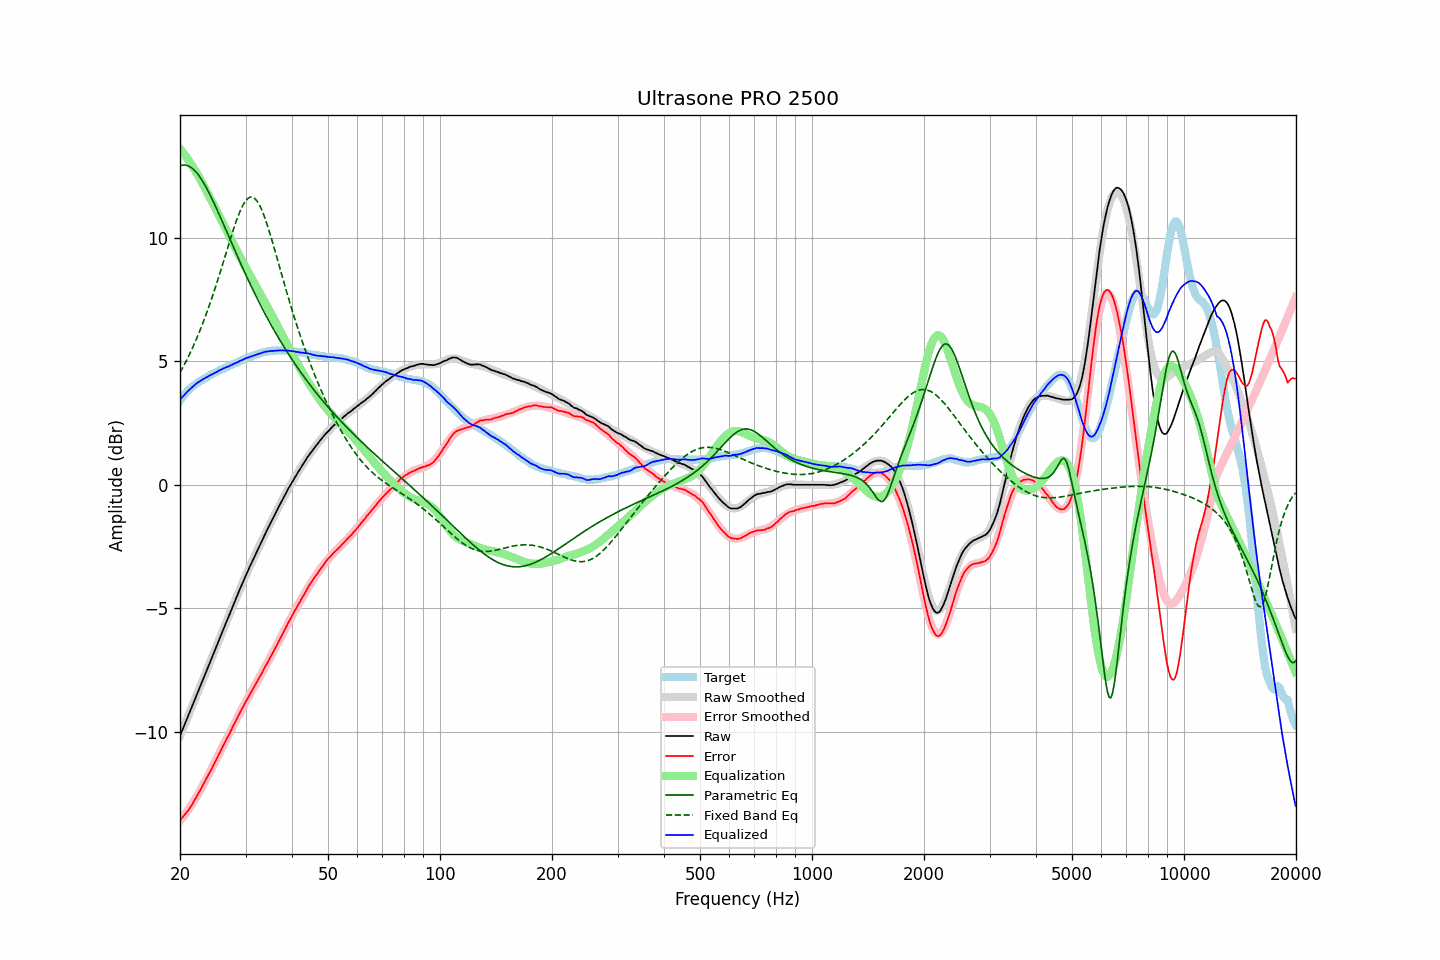 Ultrasone PRO 2500
Amplitude (dBr)
10
5
0
−5
−10
Target
Raw Smoothed
Error Smoothed
Raw
Error
Equalization
Parametric Eq
Fixed Band Eq
Equalized
20 50 100 200 500 1000 2000 5000 10000 20000
Frequency (Hz)